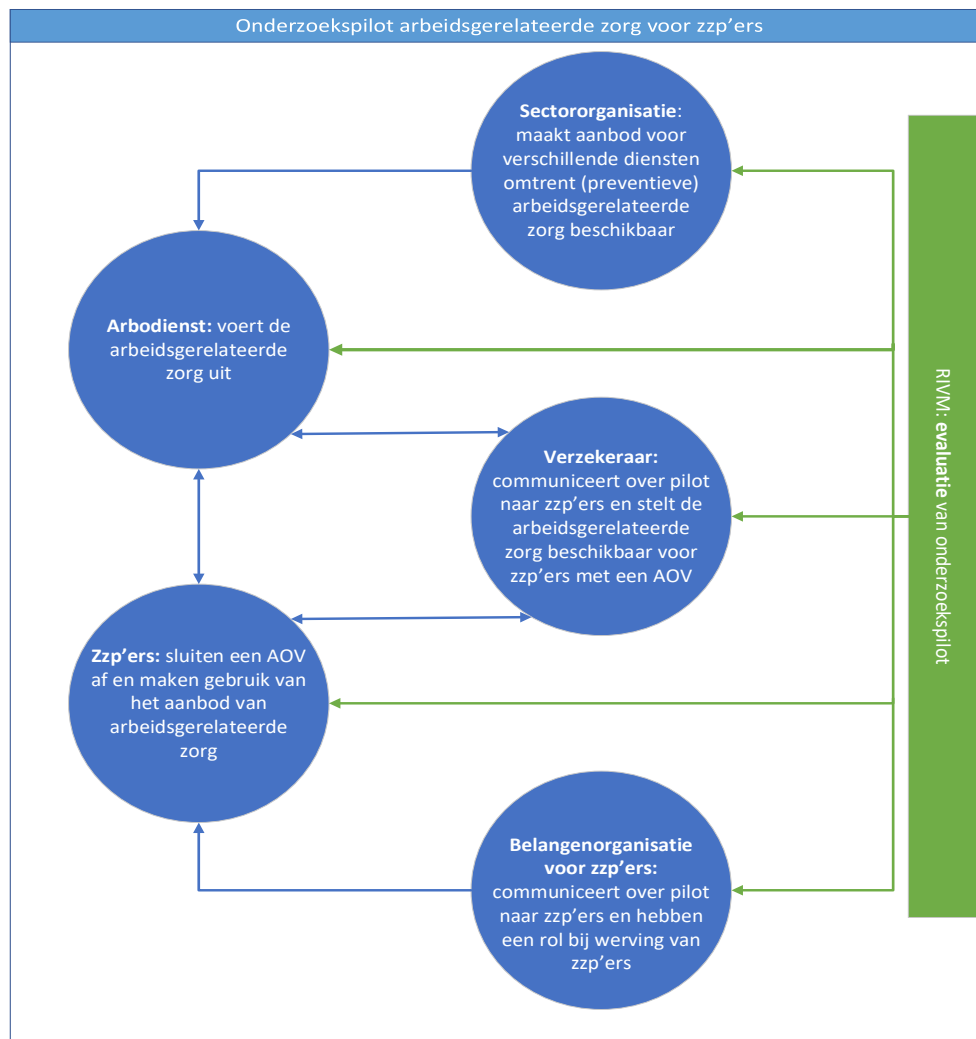 Onderzoekspilot arbeidsgerelateerde zorg voor zzp'ers
Sectororganisatie:
maakt aanbod voor
verschillende diensten
omtrent (preventieve)
arbeidsgerelateerde
zorg beschikbaar
Arbodienst: voert de
arbeidsgerelateerde
zorg uit
Verzekeraar:
communiceert over pilot
naar zzp'ers en stelt de
arbeidsgerelateerde
zorg beschikbaar voor
zzp'ers met een AOV
Zzp'ers: sluiten een AOV
af en maken gebruik van
het aanbod van
arbeidsgerelateerde
zorg
Belangenorganisatie
voor zzp'ers:
communiceert over pilot
naar zzp'ers en hebben
een rol bij werving van
zzp'ers
RIVM: evaluatie van onderzoekspilot